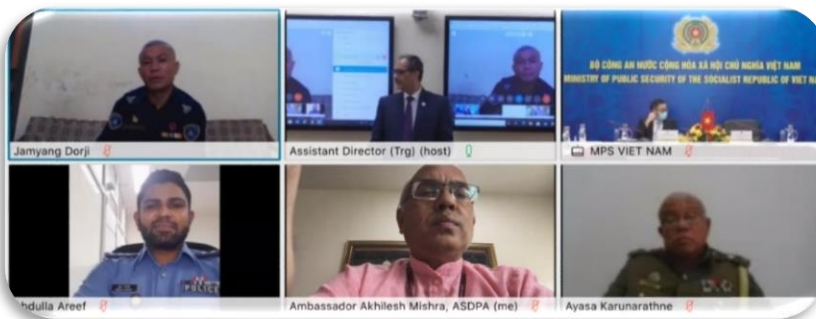 Jamyang Dorji
Assistant Director (Trg) (host)
BỘ CÔNG AN NƯỚC CỘNG HÒA XÃ HỘI CHỦ NGHĨA VIỆT NAM
MINISTRY OF PUBLIC SECURITY OF THE SOCIALIST REPUBLIC OF VIET NA
MPS VIET NAM
POLICE
bdulla Areef
Ambassador Akhilesh Mishra, ASDPA (me)
Ayasa Karunarathne